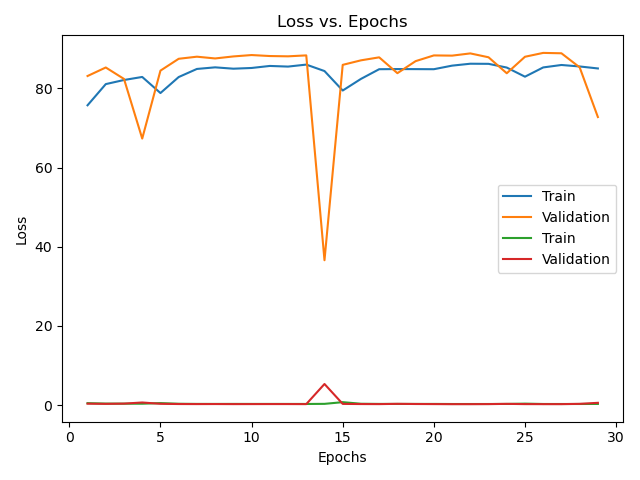 Loss vs. Epochs
Loss
80
60
40
20
0
Train
Validation
Train
Validation
0 5 10 15 20 25 30
Epochs